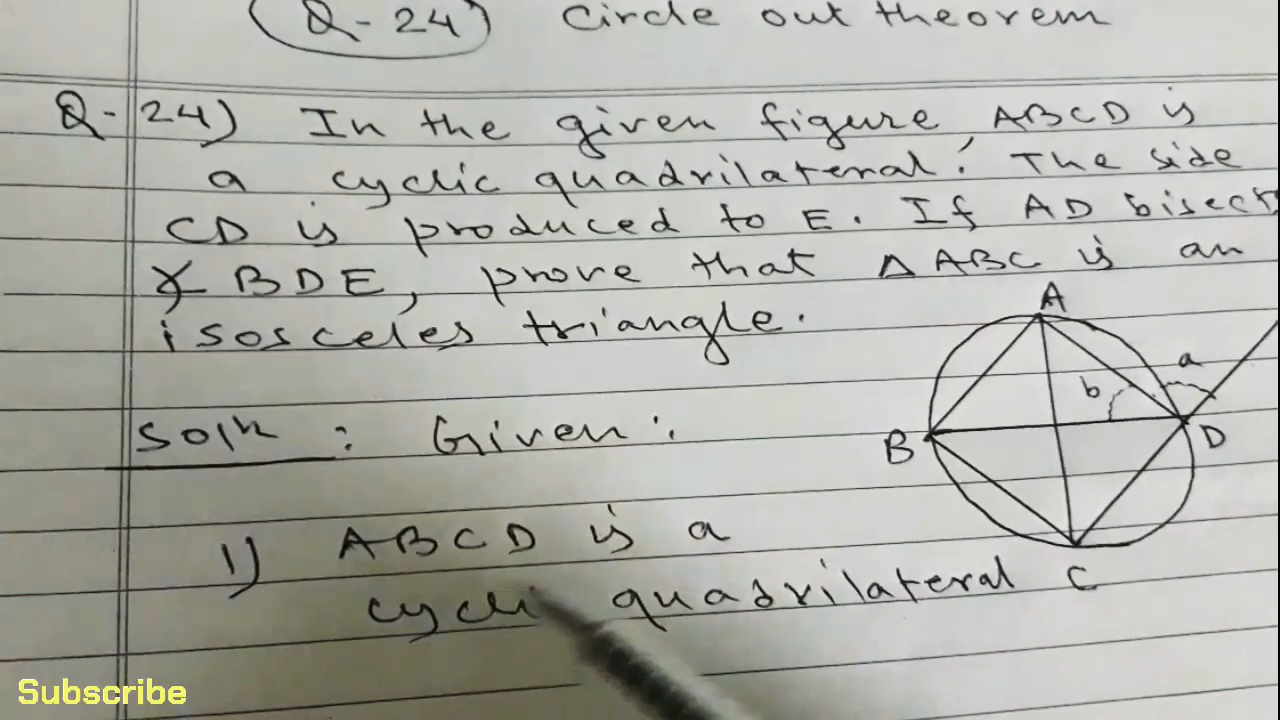 Q-24) Circle out theorem
Q-24) In the given figure, ABCD is
a cyclic quadrilateral. The side
CD is produced to E. If AD bisects
∠BDE, prove that △ABC is an
isosceles triangle.
A
a
b
Soln : Given :
B
D
1) ABCD is a
cyclic quadrilateral
C
Subscribe